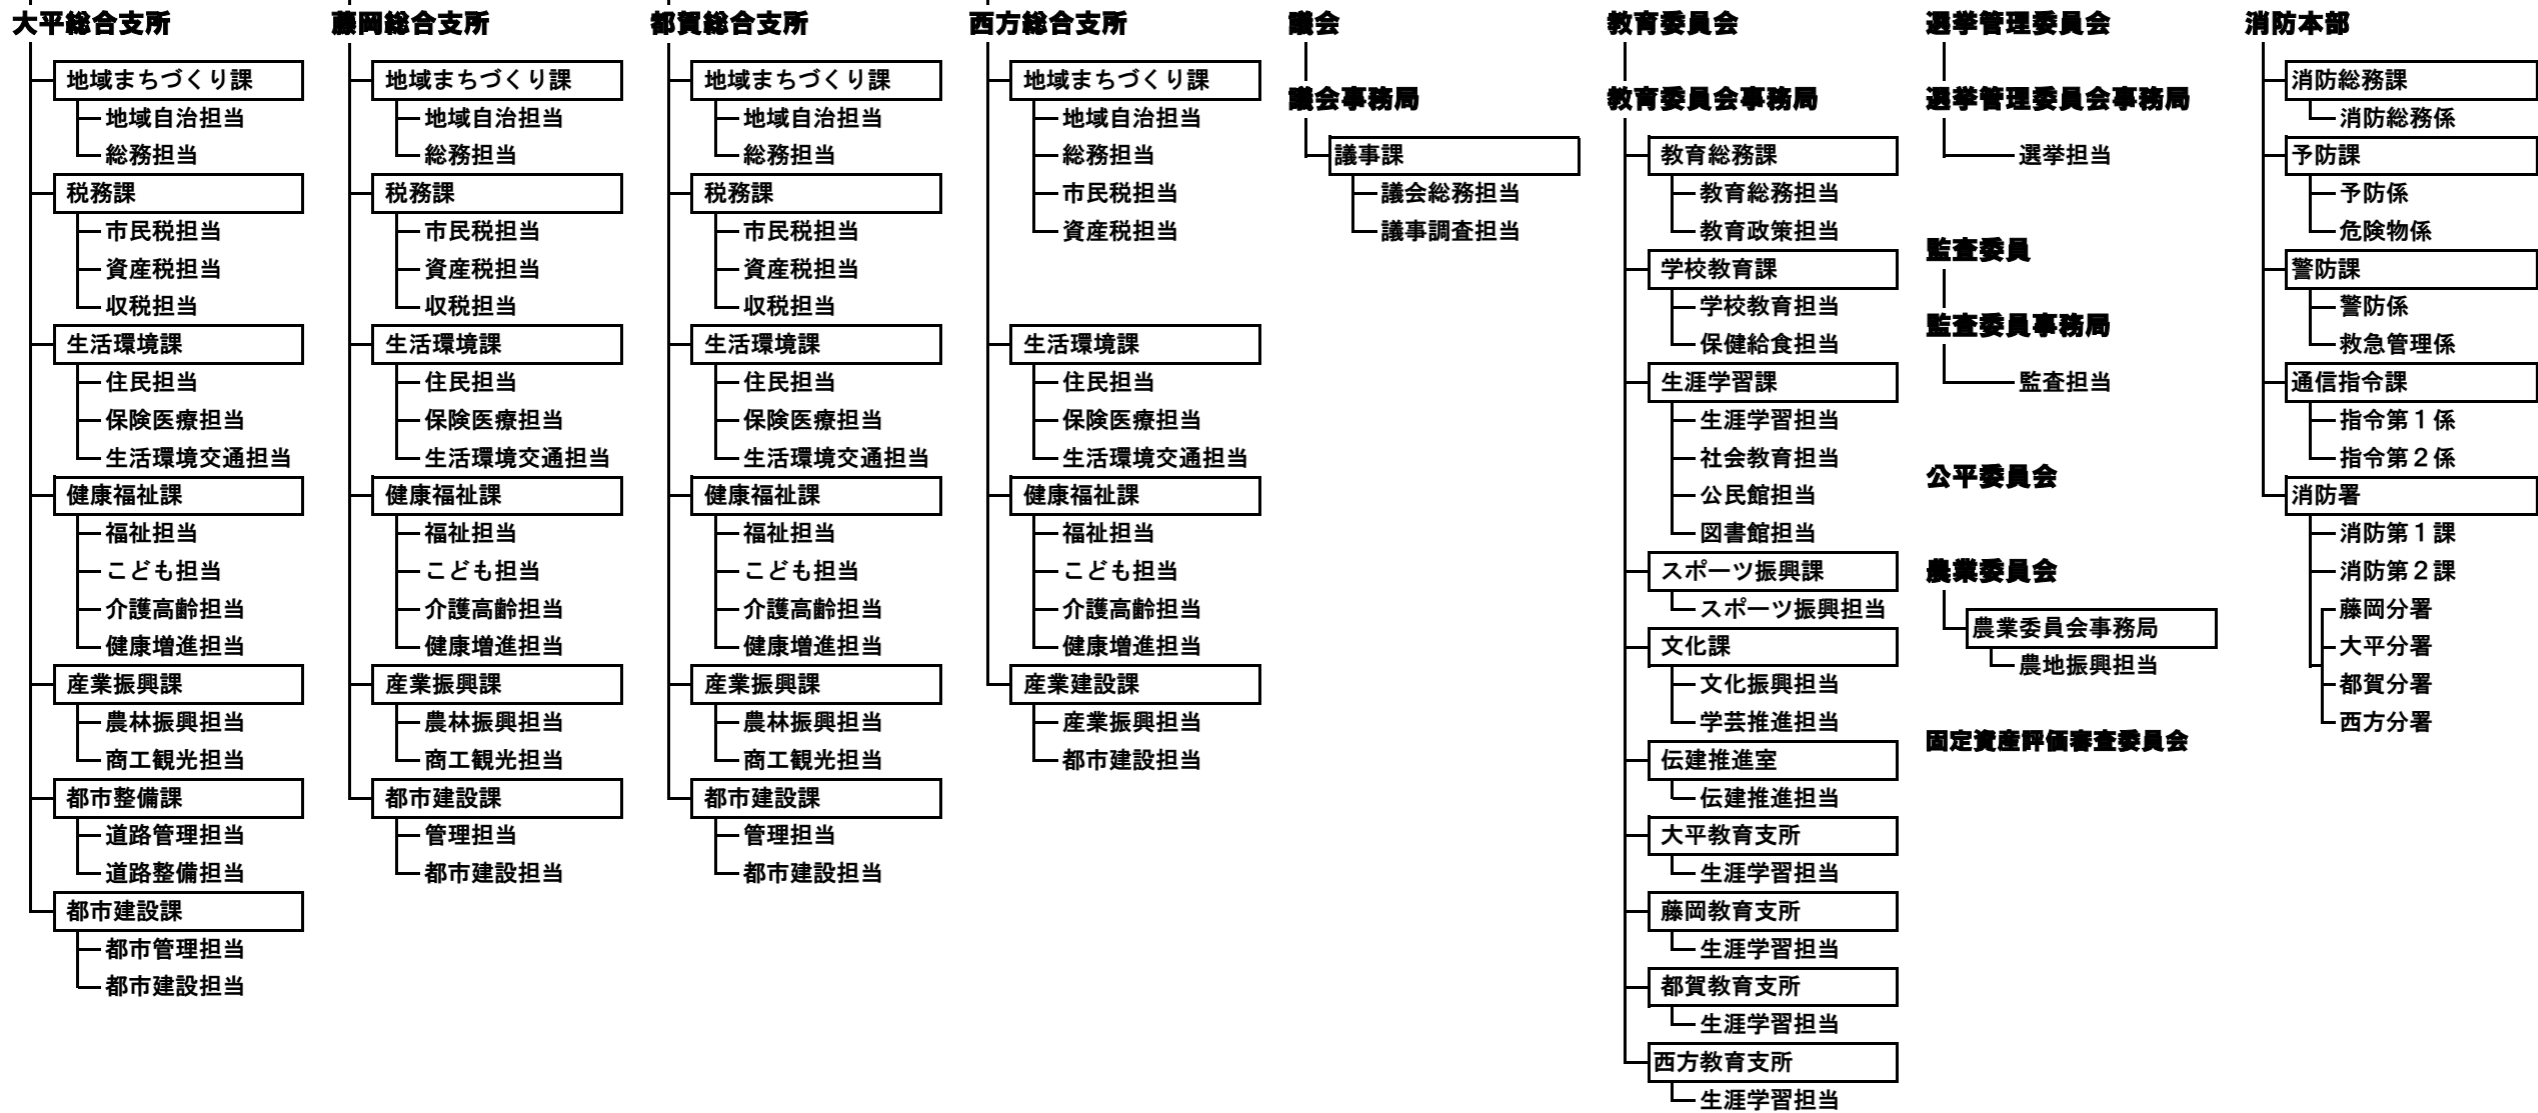 大平総合支所
地域まちづくり課
地域自治担当
総務担当
税務課
市民税担当
資産税担当
収税担当
生活環境課
住民担当
保険医療担当
生活環境交通担当
健康福祉課
福祉担当
こども担当
介護高齢担当
健康増進担当
産業振興課
農林振興担当
商工観光担当
都市整備課
道路管理担当
道路整備担当
都市建設課
都市管理担当
都市建設担当
藤岡総合支所
地域まちづくり課
地域自治担当
総務担当
税務課
市民税担当
資産税担当
収税担当
生活環境課
住民担当
保険医療担当
生活環境交通担当
健康福祉課
福祉担当
こども担当
介護高齢担当
健康増進担当
産業振興課
農林振興担当
商工観光担当
都市建設課
管理担当
都市建設担当
都賀総合支所
地域まちづくり課
地域自治担当
総務担当
税務課
市民税担当
資産税担当
収税担当
生活環境課
住民担当
保険医療担当
生活環境交通担当
健康福祉課
福祉担当
こども担当
介護高齢担当
健康増進担当
産業振興課
農林振興担当
商工観光担当
都市建設課
管理担当
都市建設担当
西方総合支所
地域まちづくり課
地域自治担当
総務担当
市民税担当
資産税担当
生活環境課
住民担当
保険医療担当
生活環境交通担当
健康福祉課
福祉担当
こども担当
介護高齢担当
健康増進担当
産業建設課
産業振興担当
都市建設担当
議会
議会事務局
議事課
議会総務担当
議事調査担当
教育委員会
教育委員会事務局
教育総務課
教育総務担当
教育政策担当
学校教育課
学校教育担当
保健給食担当
生涯学習課
生涯学習担当
社会教育担当
公民館担当
図書館担当
スポーツ振興課
スポーツ振興担当
文化課
文化振興担当
学芸推進担当
伝建推進室
伝建推進担当
大平教育支所
生涯学習担当
藤岡教育支所
生涯学習担当
都賀教育支所
生涯学習担当
西方教育支所
生涯学習担当
選挙管理委員会
選挙管理委員会事務局
選挙担当
監査委員
監査委員事務局
監査担当
公平委員会
農業委員会
農業委員会事務局
農地振興担当
固定資産評価審査委員会
消防本部
消防総務課
消防総務係
予防課
予防係
危険物係
警防課
警防係
救急管理係
通信指令課
指令第1係
指令第2係
消防署
消防第1課
消防第2課
藤岡分署
大平分署
都賀分署
西方分署